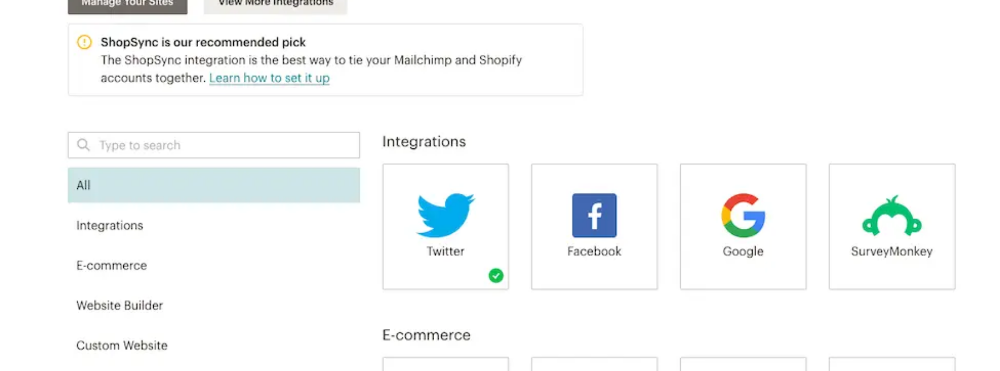 Manage Your Sites
View More Integrations
ShopSync is our recommended pick
The ShopSync integration is the best way to tie your Mailchimp and Shopify
accounts together. Learn how to set it up
Type to search
All
Integrations
E-commerce
Website Builder
Custom Website
Integrations
Twitter
Facebook
Google
SurveyMonkey
E-commerce